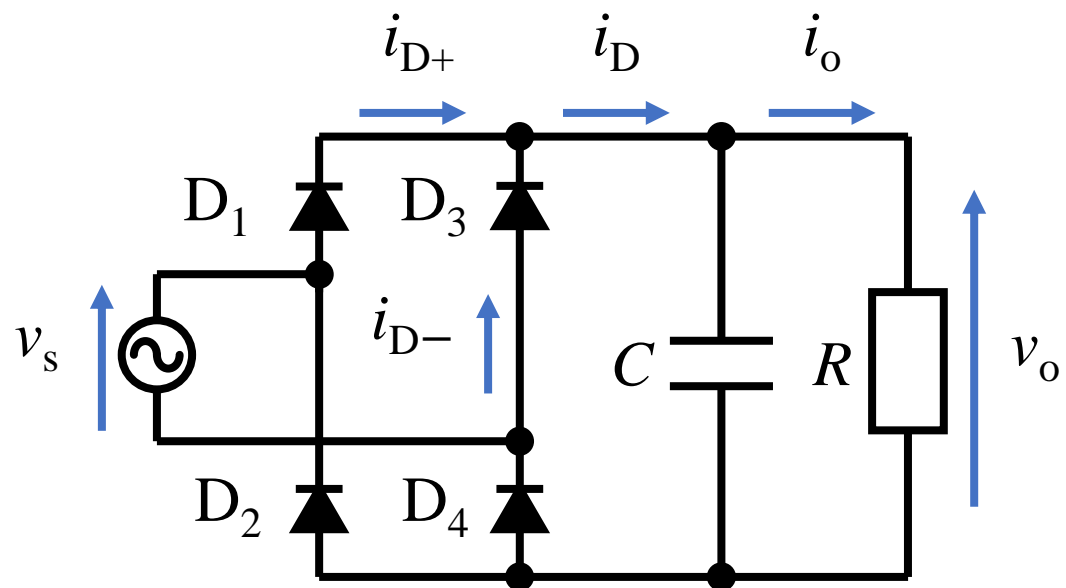 i_D+ i_D i_o
D_1 D_3
v_s i_D− C R v_o
D_2 D_4